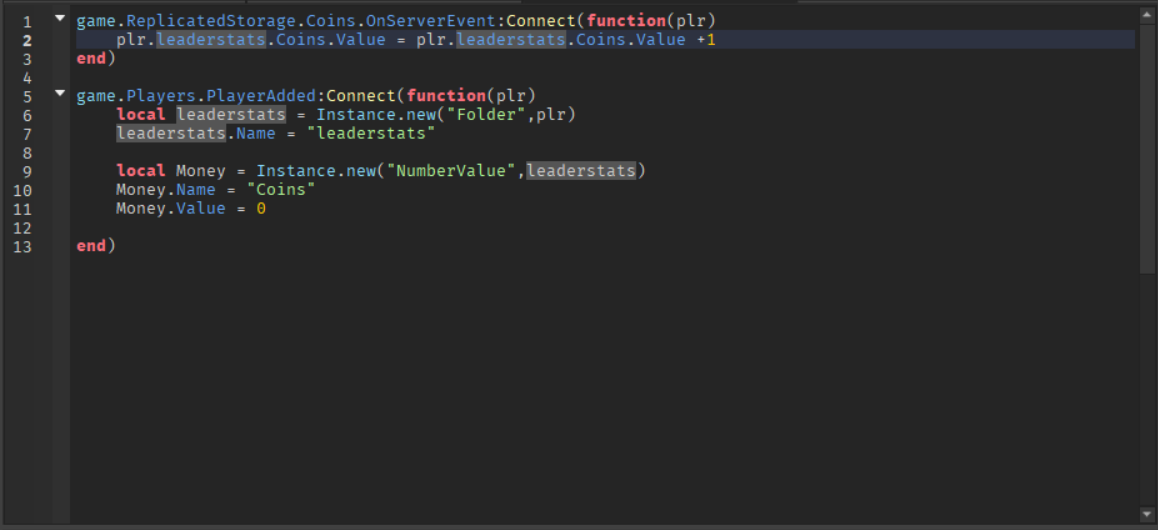 1 game.ReplicatedStorage.Coins.OnServerEvent:Connect(function(plr)
2 plr.leaderstats.Coins.Value = plr.leaderstats.Coins.Value +1
3 end)
4
5 game.Players.PlayerAdded:Connect(function(plr)
6 local leaderstats = Instance.new("Folder",plr)
7 leaderstats.Name = "leaderstats"
8
9 local Money = Instance.new("NumberValue",leaderstats)
10 Money.Name = "Coins"
11 Money.Value = 0
12
13 end)